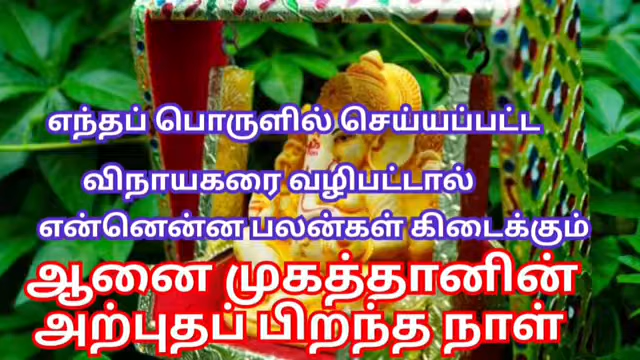 எந்தப் பொருளில் செய்யப்பட்ட
விநாயகரை வழிபட்டால்
என்னென்ன பலன்கள் கிடைக்கும்
ஆனை முகத்தானின்
அற்புதப் பிறந்த நாள்